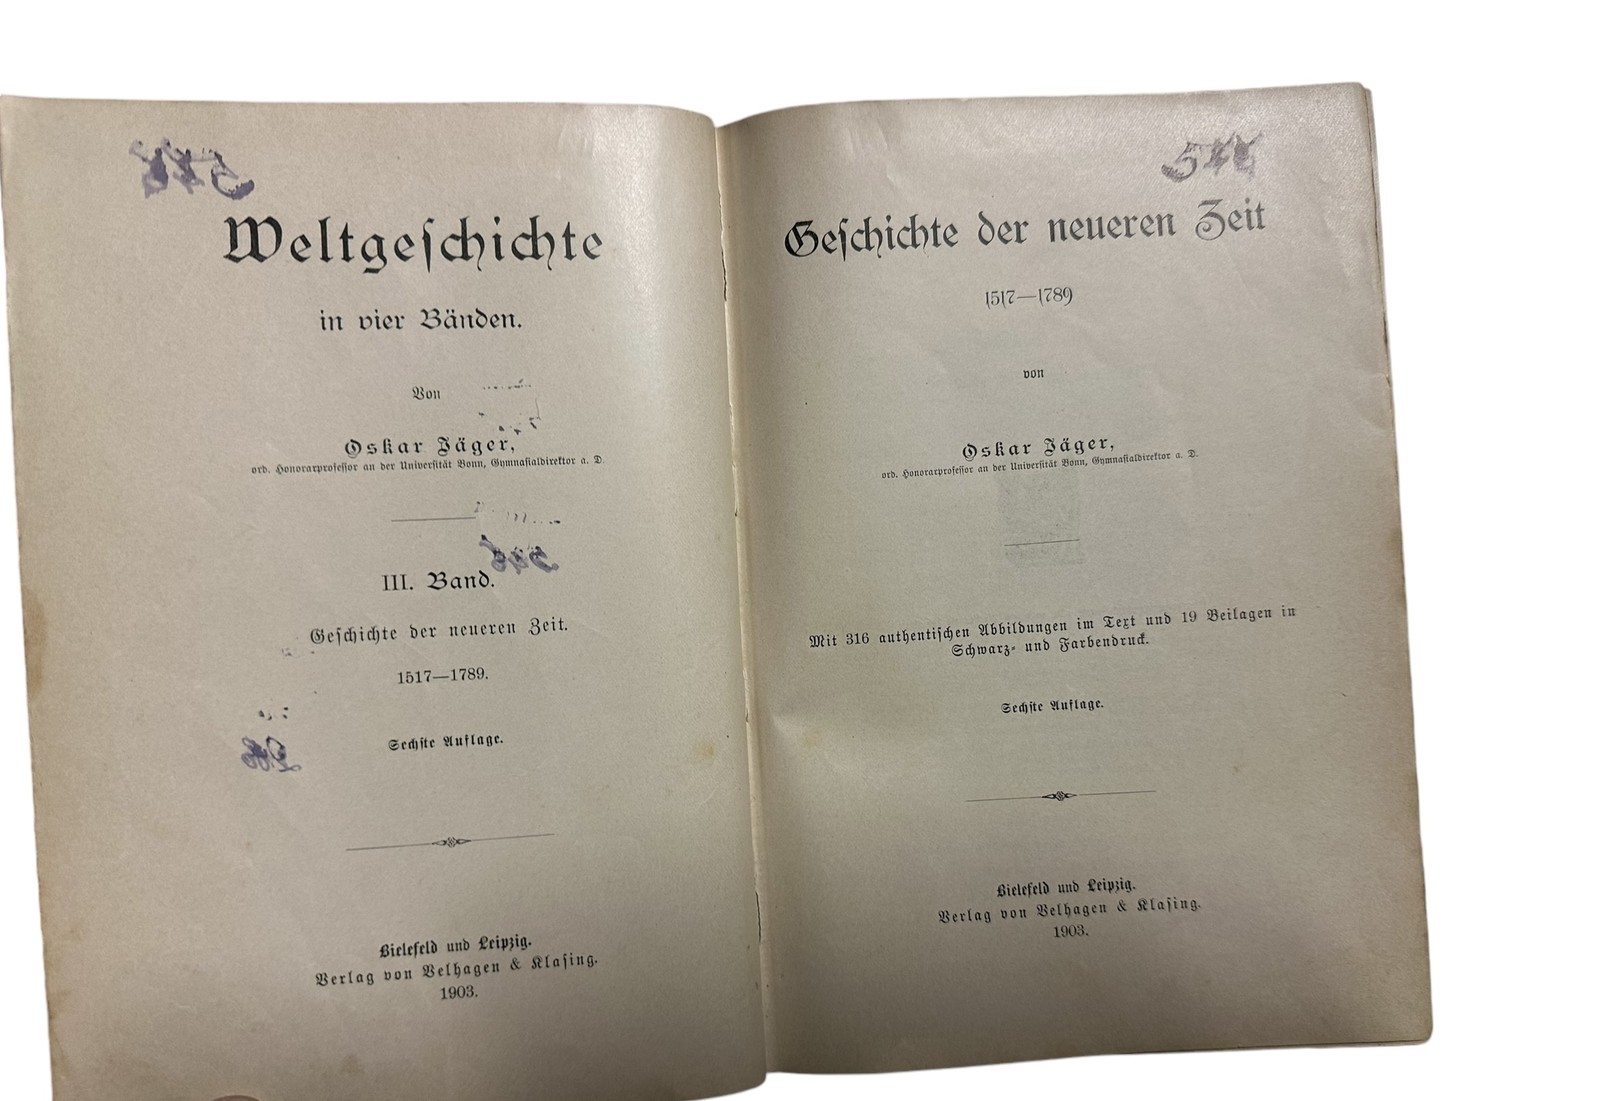 Weltgeschichte
in vier Bänden.
Von
Oskar Jäger,
ord. Honorarprofessor an der Universität Bonn, Gymnasialdirektor a. D.
III. Band.
Geschichte der neueren Zeit.
1517—1789.
Sechste Auflage.
Bielefeld und Leipzig.
Verlag von Velhagen & Klasing.
1903.
Geschichte der neueren Zeit
1517—1789
von
Oskar Jäger,
ord. Honorarprofessor an der Universität Bonn, Gymnasialdirektor a. D.
Mit 316 authentischen Abbildungen im Text und 19 Beilagen in
Schwarz- und Farbendruck.
Sechste Auflage.
Bielefeld und Leipzig.
Verlag von Velhagen & Klasing.
1903.